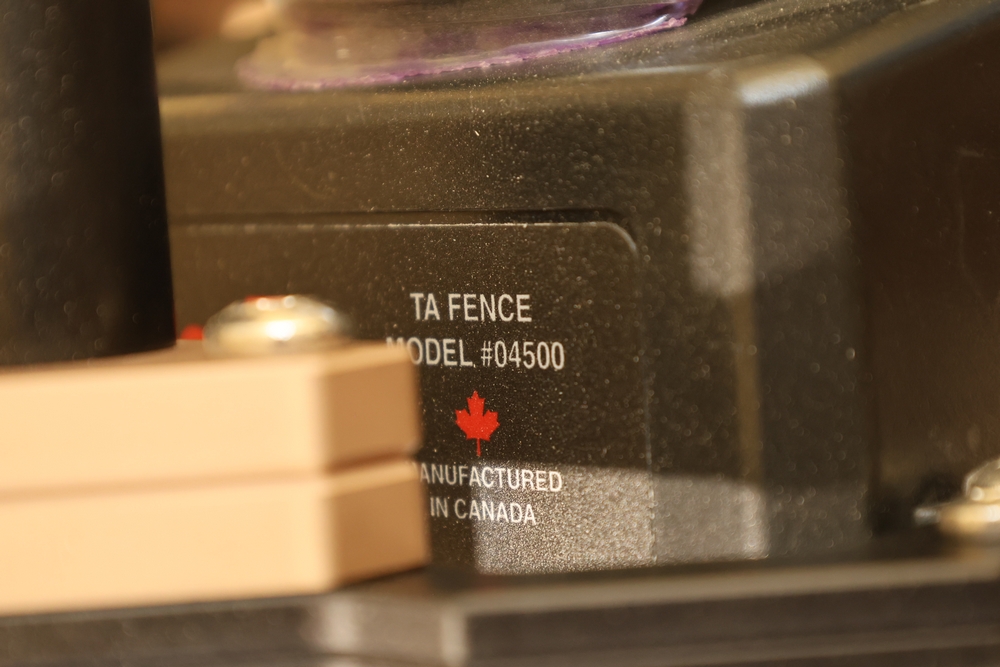 TA FENCE
MODEL #04500
MANUFACTURED
IN CANADA